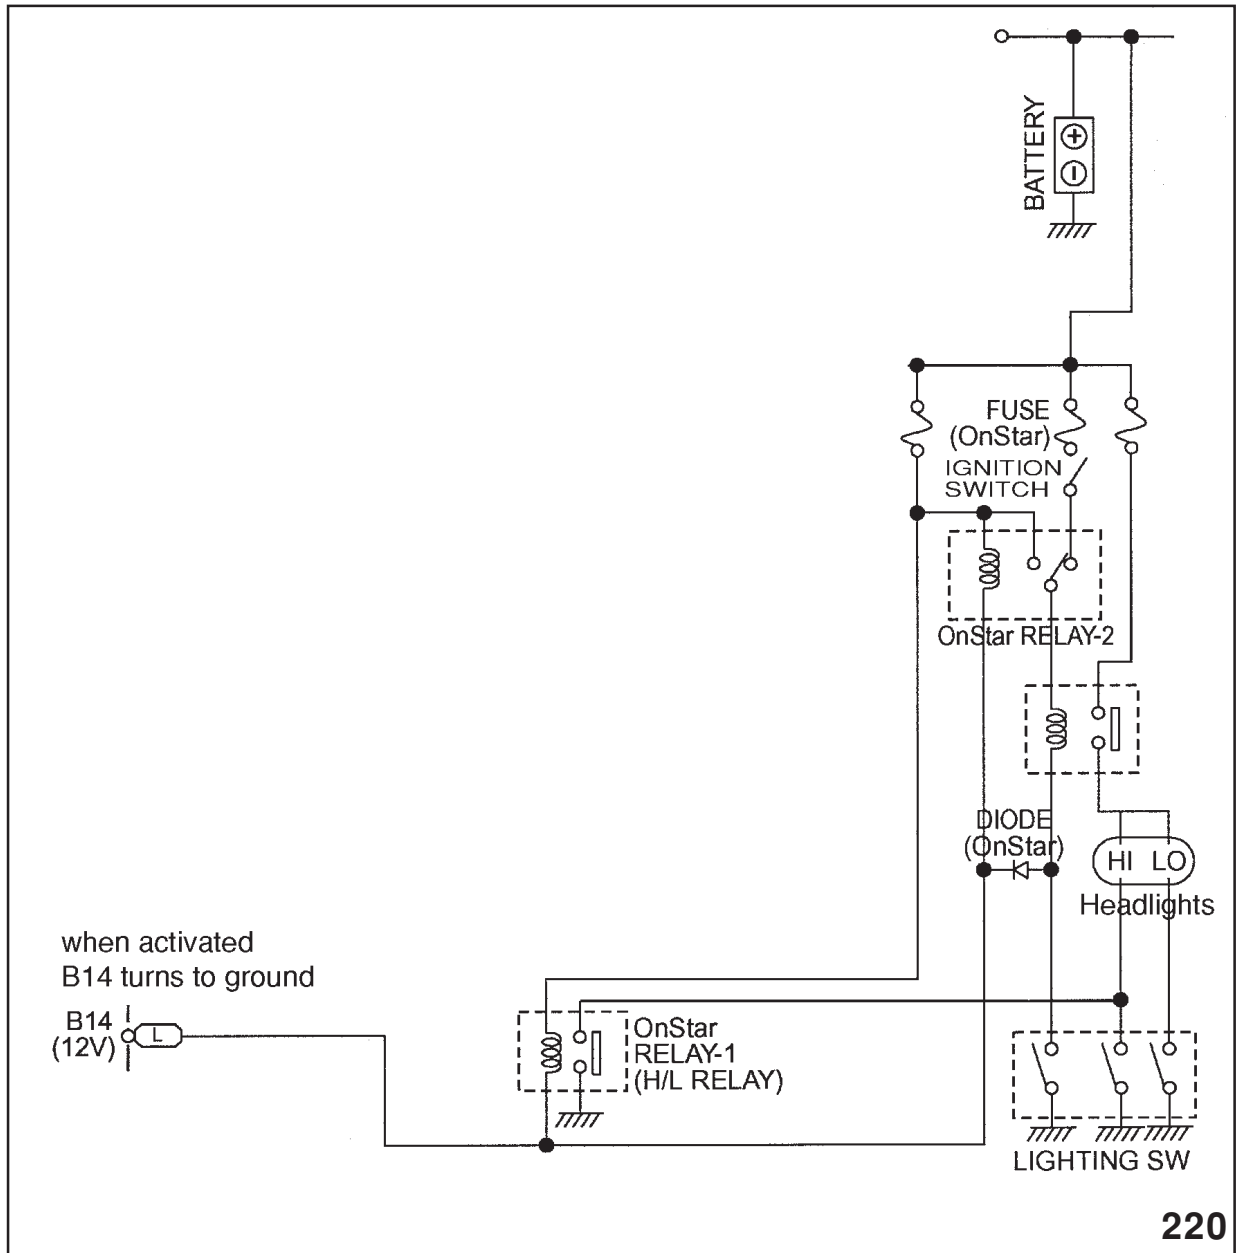 BATTERY
+
−
FUSE
(OnStar)
IGNITION
SWITCH
OnStar RELAY-2
DIODE
(OnStar)
HI LO
Headlights
when activated
B14 turns to ground
B14
(12V)
L
OnStar
RELAY-1
(H/L RELAY)
LIGHTING SW
220